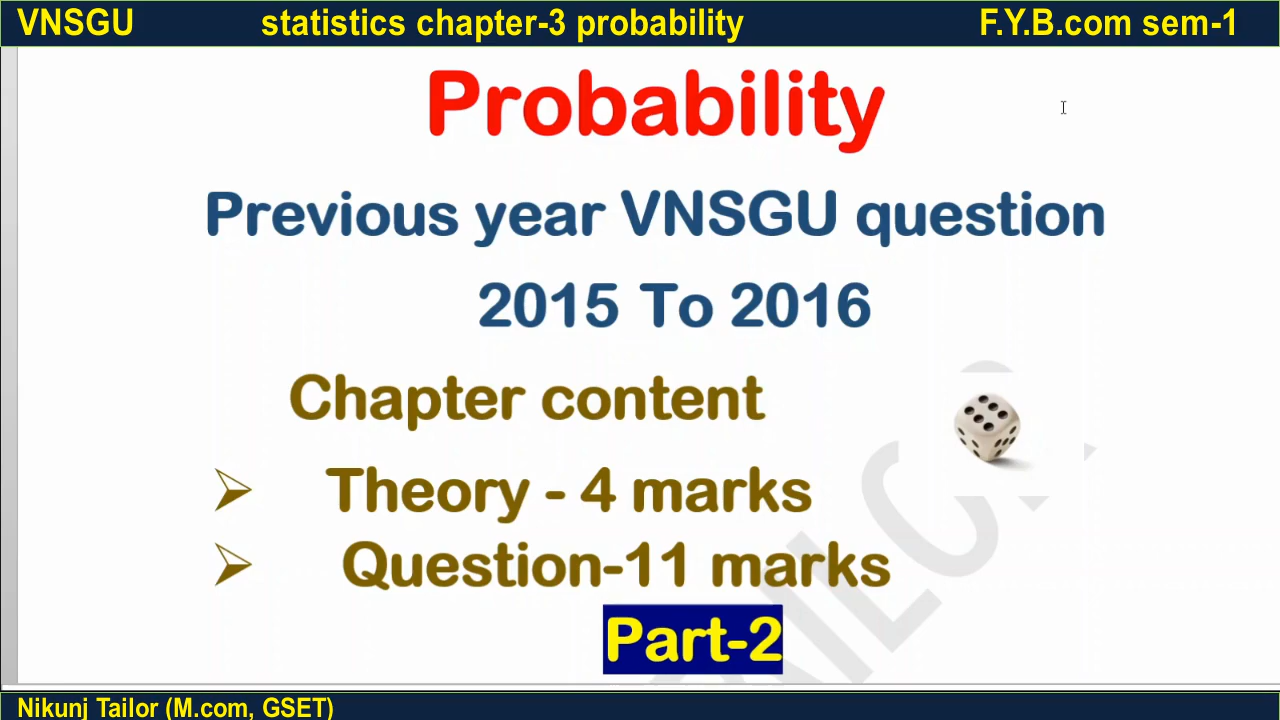 VNSGU statistics chapter-3 probability F.Y.B.com sem-1
Probability
Previous year VNSGU question
2015 To 2016
Chapter content
Theory - 4 marks
Question-11 marks
Part-2
Nikunj Tailor (M.com, GSET)